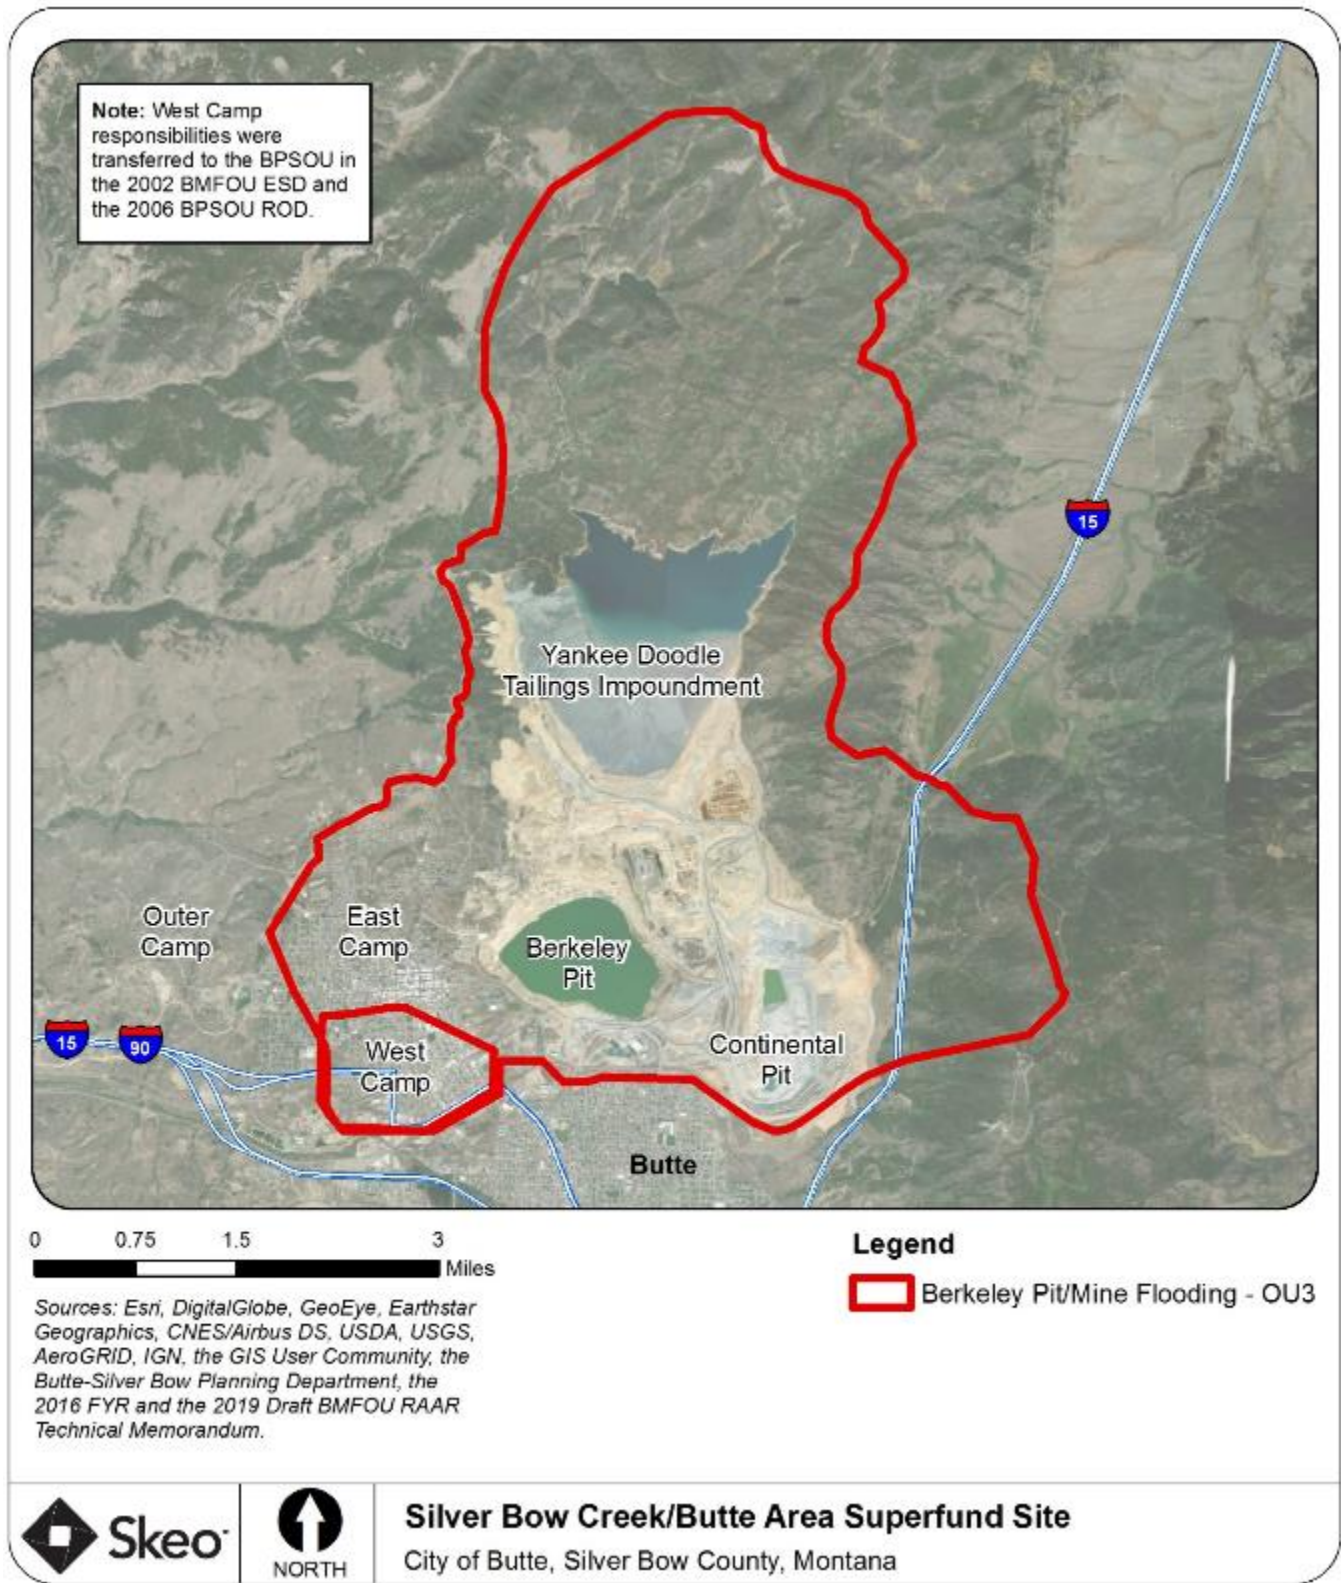 Note: West Camp
responsibilities were
transferred to the BPSOU in
the 2002 BMFOU ESD and
the 2006 BPSOU ROD.
15
Yankee Doodle
Tailings Impoundment
Outer
Camp
East
Camp
Berkeley
Pit
15
90
West
Camp
Continental
Pit
Butte
0 0.75 1.5 3
Miles
Legend
Berkeley Pit/Mine Flooding - OU3
Sources: Esri, DigitalGlobe, GeoEye, Earthstar
Geographics, CNES/Airbus DS, USDA, USGS,
AeroGRID, IGN, the GIS User Community, the
Butte-Silver Bow Planning Department, the
2016 FYR and the 2019 Draft BMFOU RAAR
Technical Memorandum.
Skeo
NORTH
Silver Bow Creek/Butte Area Superfund Site
City of Butte, Silver Bow County, Montana